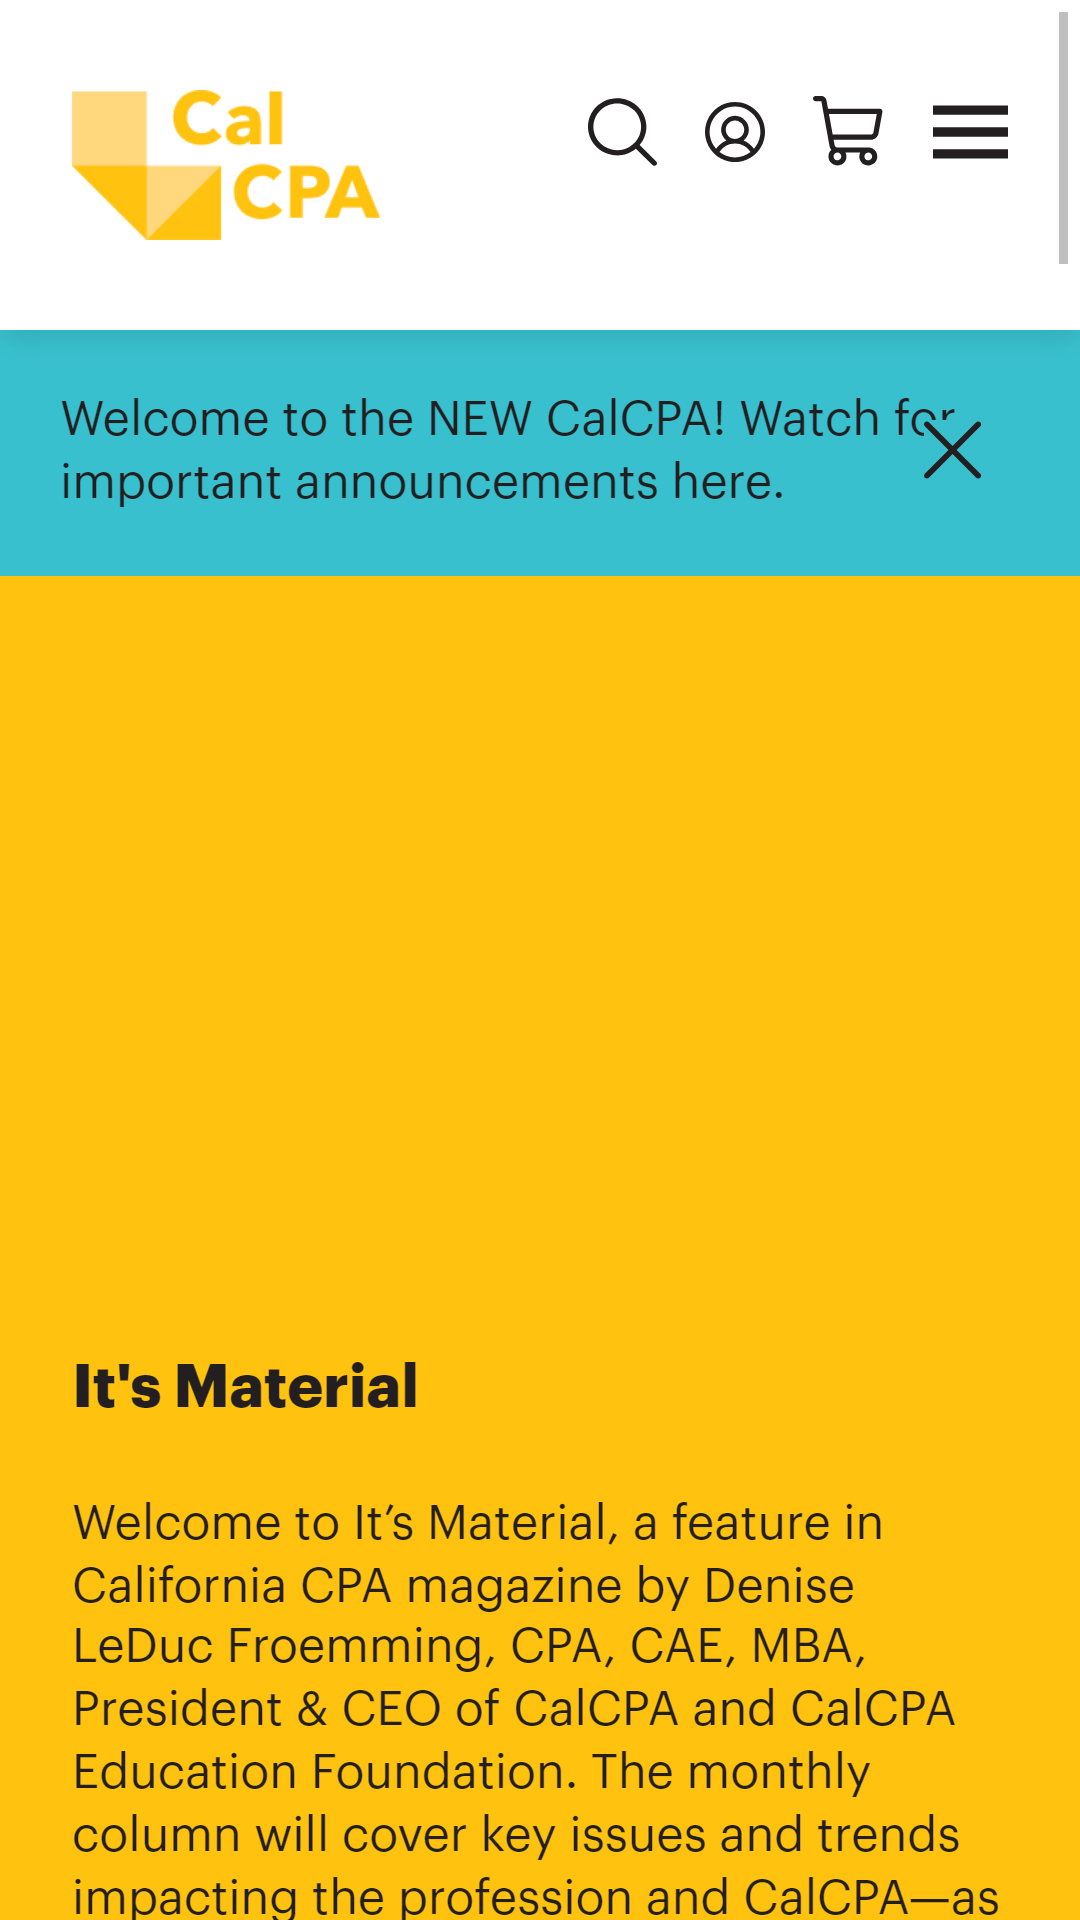 Cal
CPA
Welcome to the NEW CalCPA! Watch for
important announcements here.
It's Material
Welcome to It’s Material, a feature in
California CPA magazine by Denise
LeDuc Froemming, CPA, CAE, MBA,
President & CEO of CalCPA and CalCPA
Education Foundation. The monthly
column will cover key issues and trends
impacting the profession and CalCPA—as